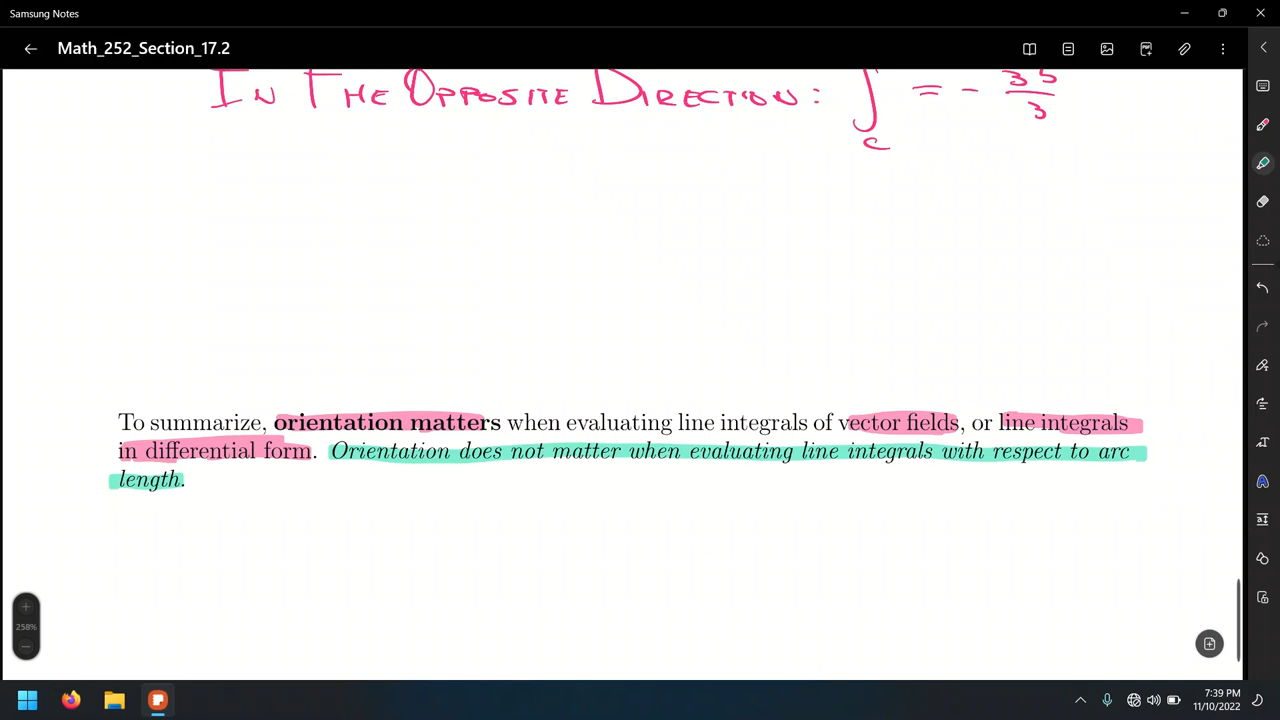 Samsung Notes
Math_252_Section_17.2
IN THE OPPOSITE DIRECTION: ∫ = -
C
3
To summarize, orientation matters when evaluating line integrals of vector fields, or line integrals
in differential form. Orientation does not matter when evaluating line integrals with respect to arc
length.
258%
7:39 PM
11/10/2022